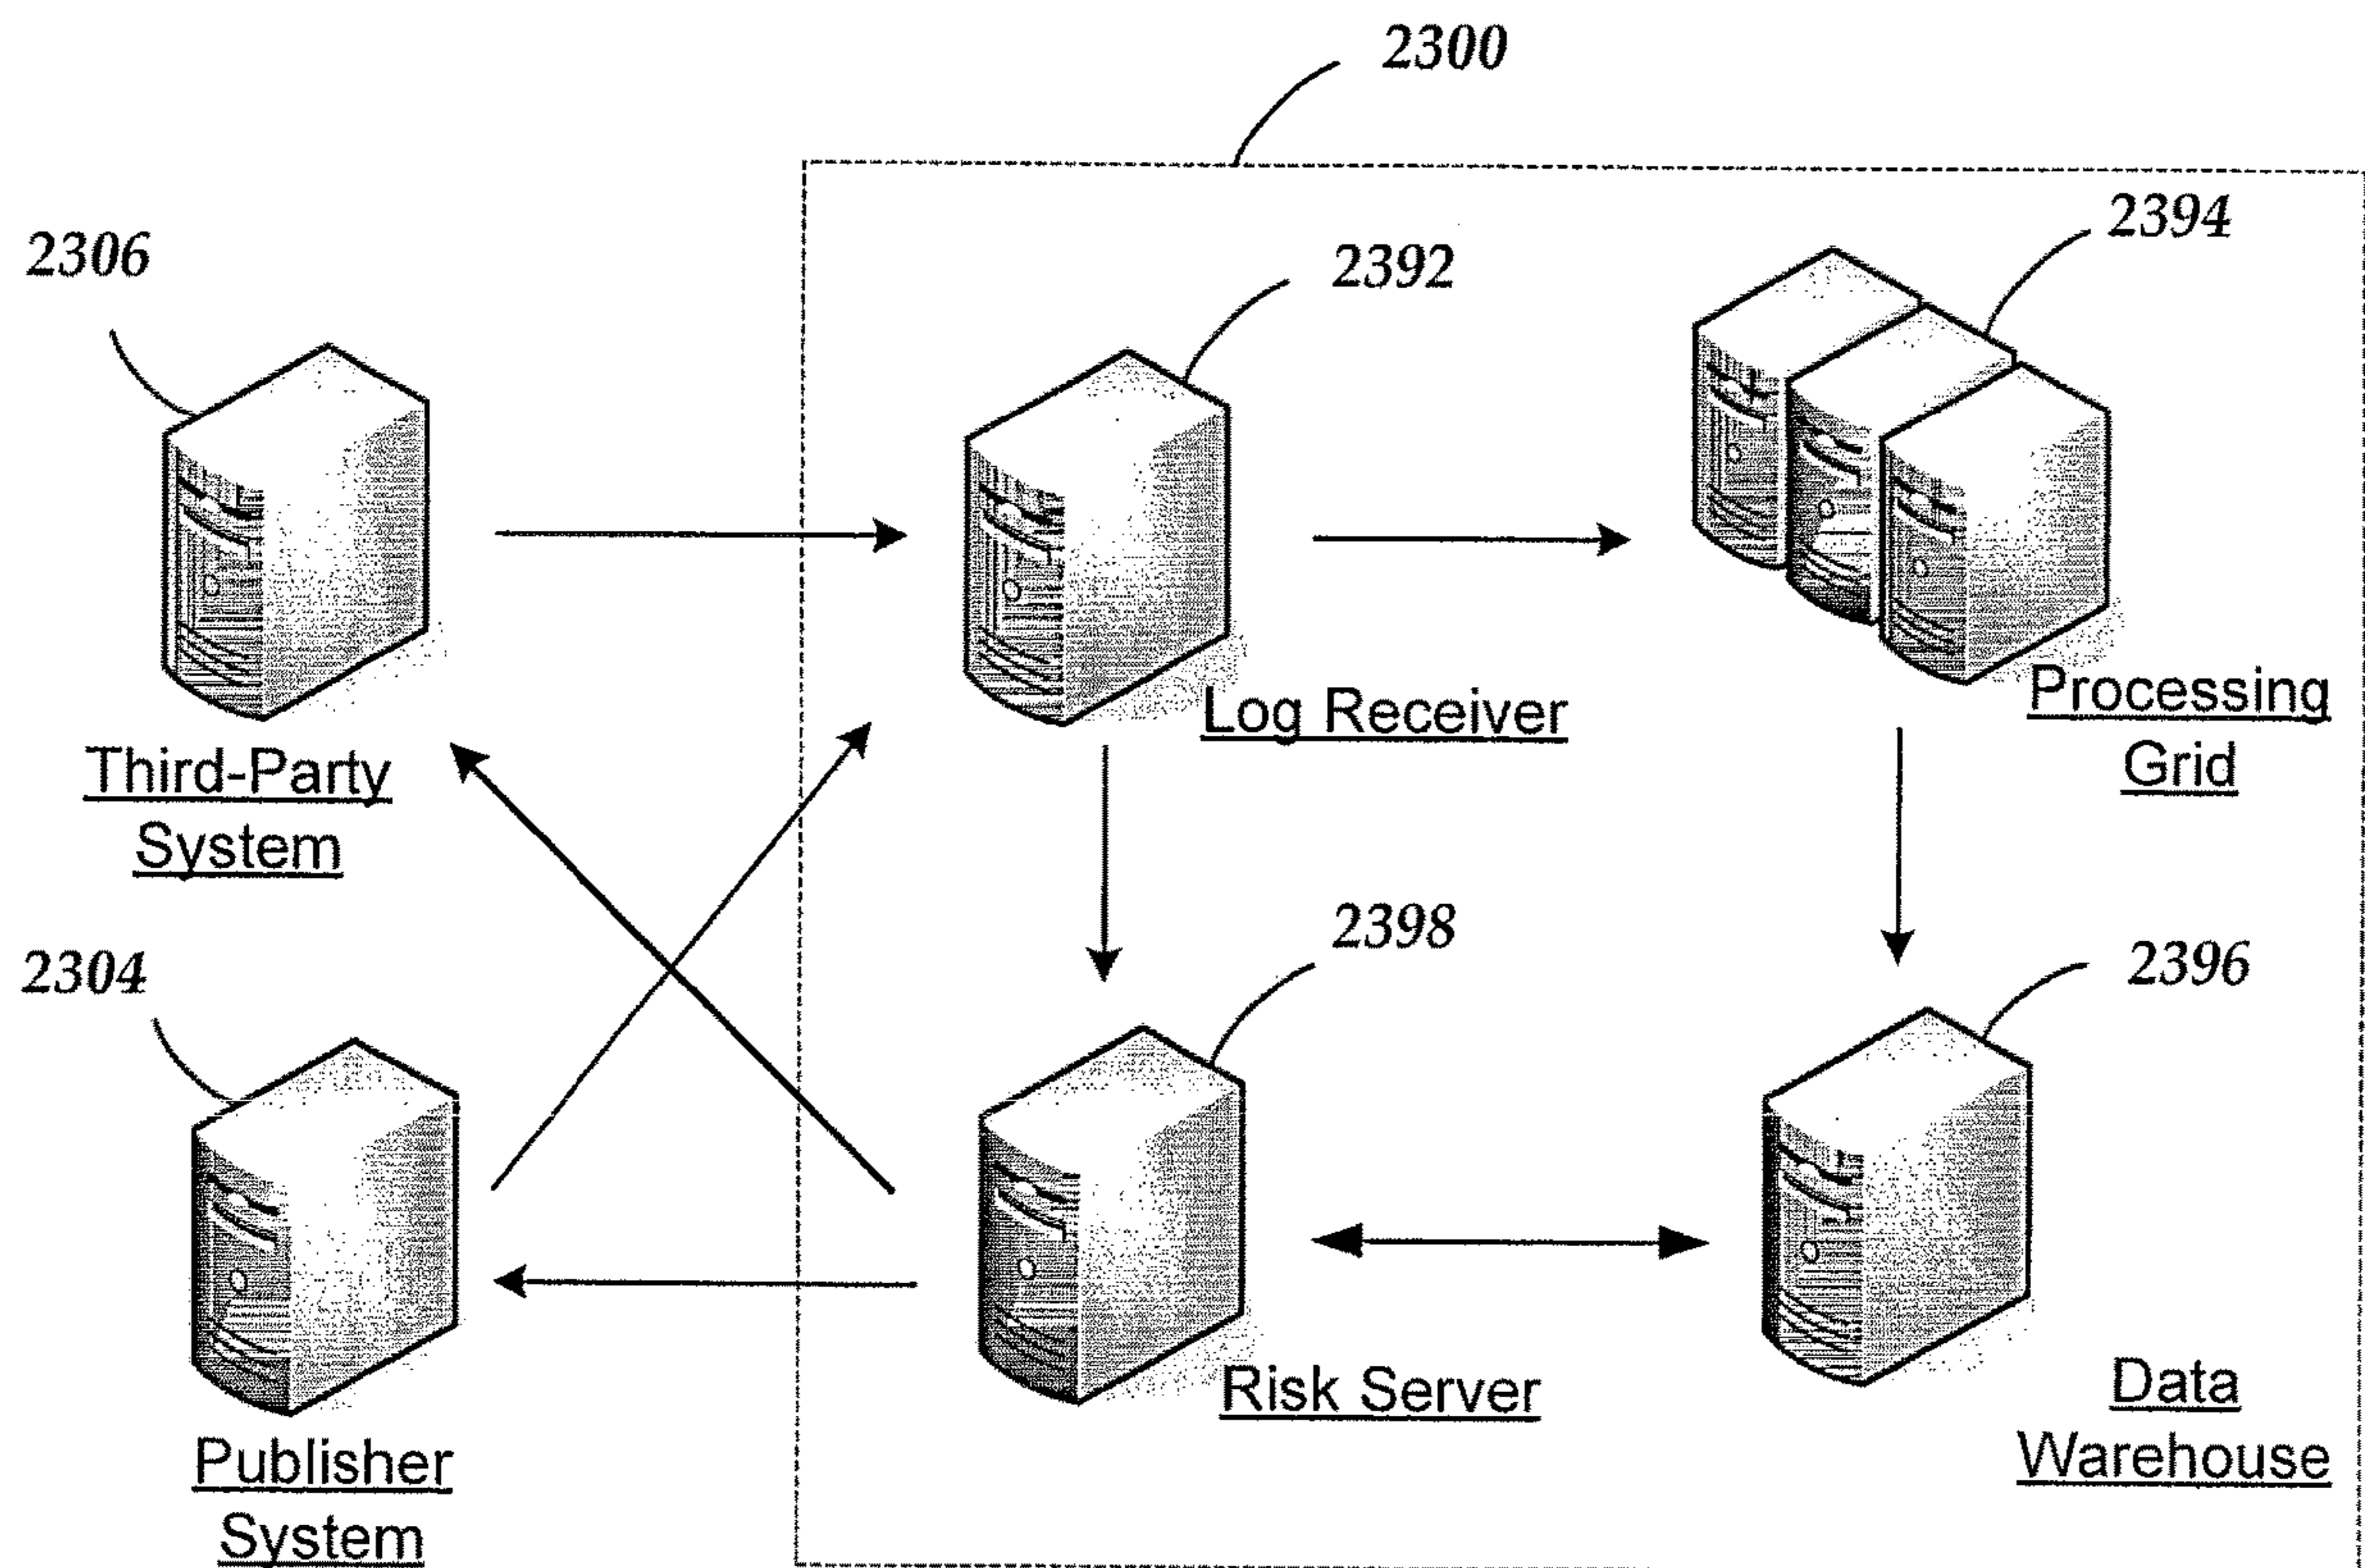 2300
2394
2306
2392
Processing
Grid
Log Receiver
Third-Party
System
2398
2396
2304
Risk Server
Data
Warehouse
Publisher
System